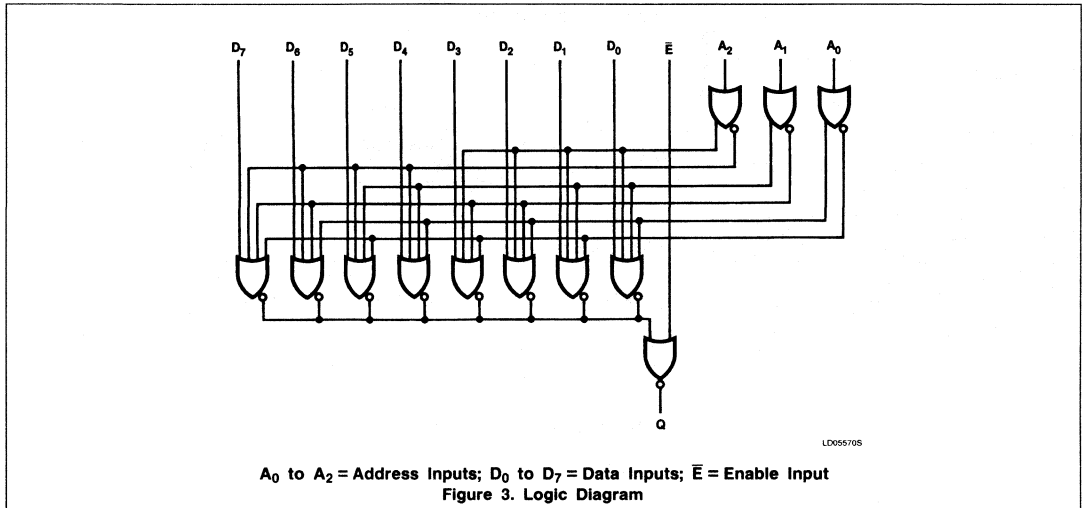 D₇ D₆ D₅ D₄ D₃ D₂ D₁ D₀ E̅ A₂ A₁ A₀
Q
LD05570S
A₀ to A₂ = Address Inputs; D₀ to D₇ = Data Inputs; E̅ = Enable Input
Figure 3. Logic Diagram